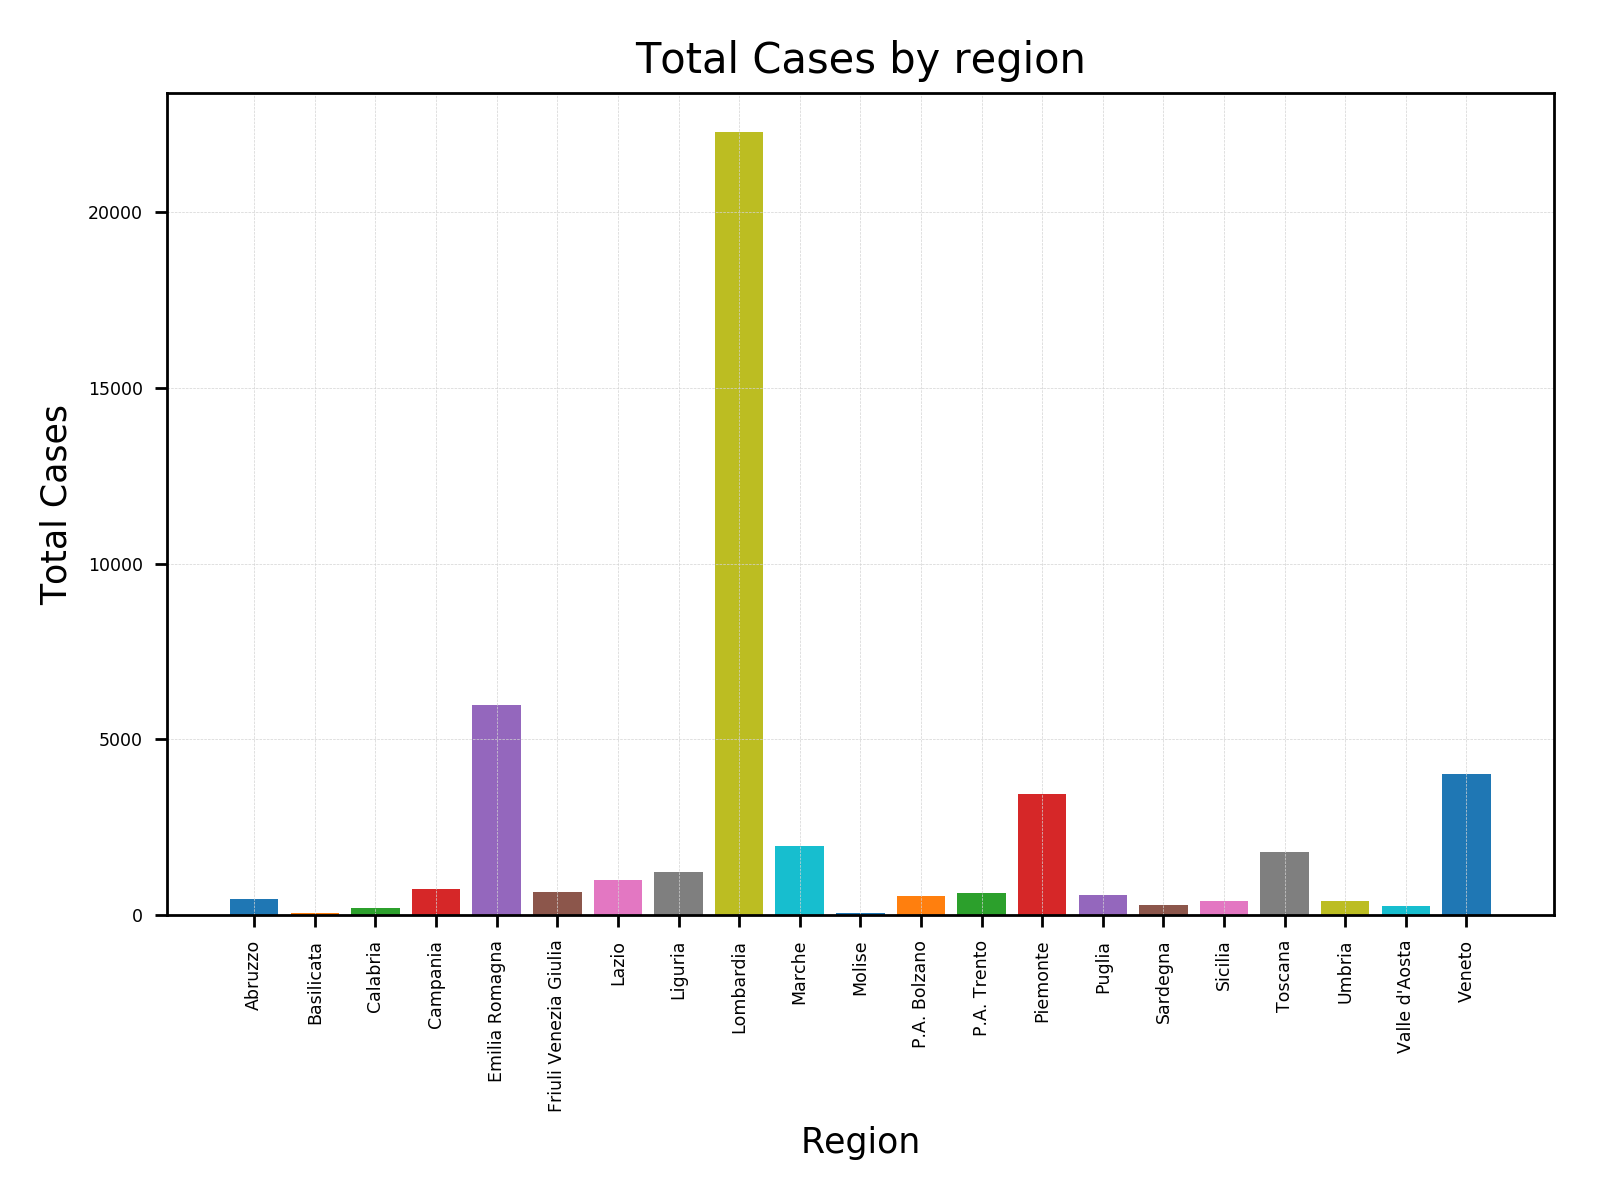 Total Cases by region
Total Cases
20000
15000
10000
5000
0
Abruzzo
Basilicata
Calabria
Campania
Emilia Romagna
Friuli Venezia Giulia
Lazio
Liguria
Lombardia
Marche
Molise
P.A. Bolzano
P.A. Trento
Piemonte
Puglia
Sardegna
Sicilia
Toscana
Umbria
Valle d'Aosta
Veneto
Region